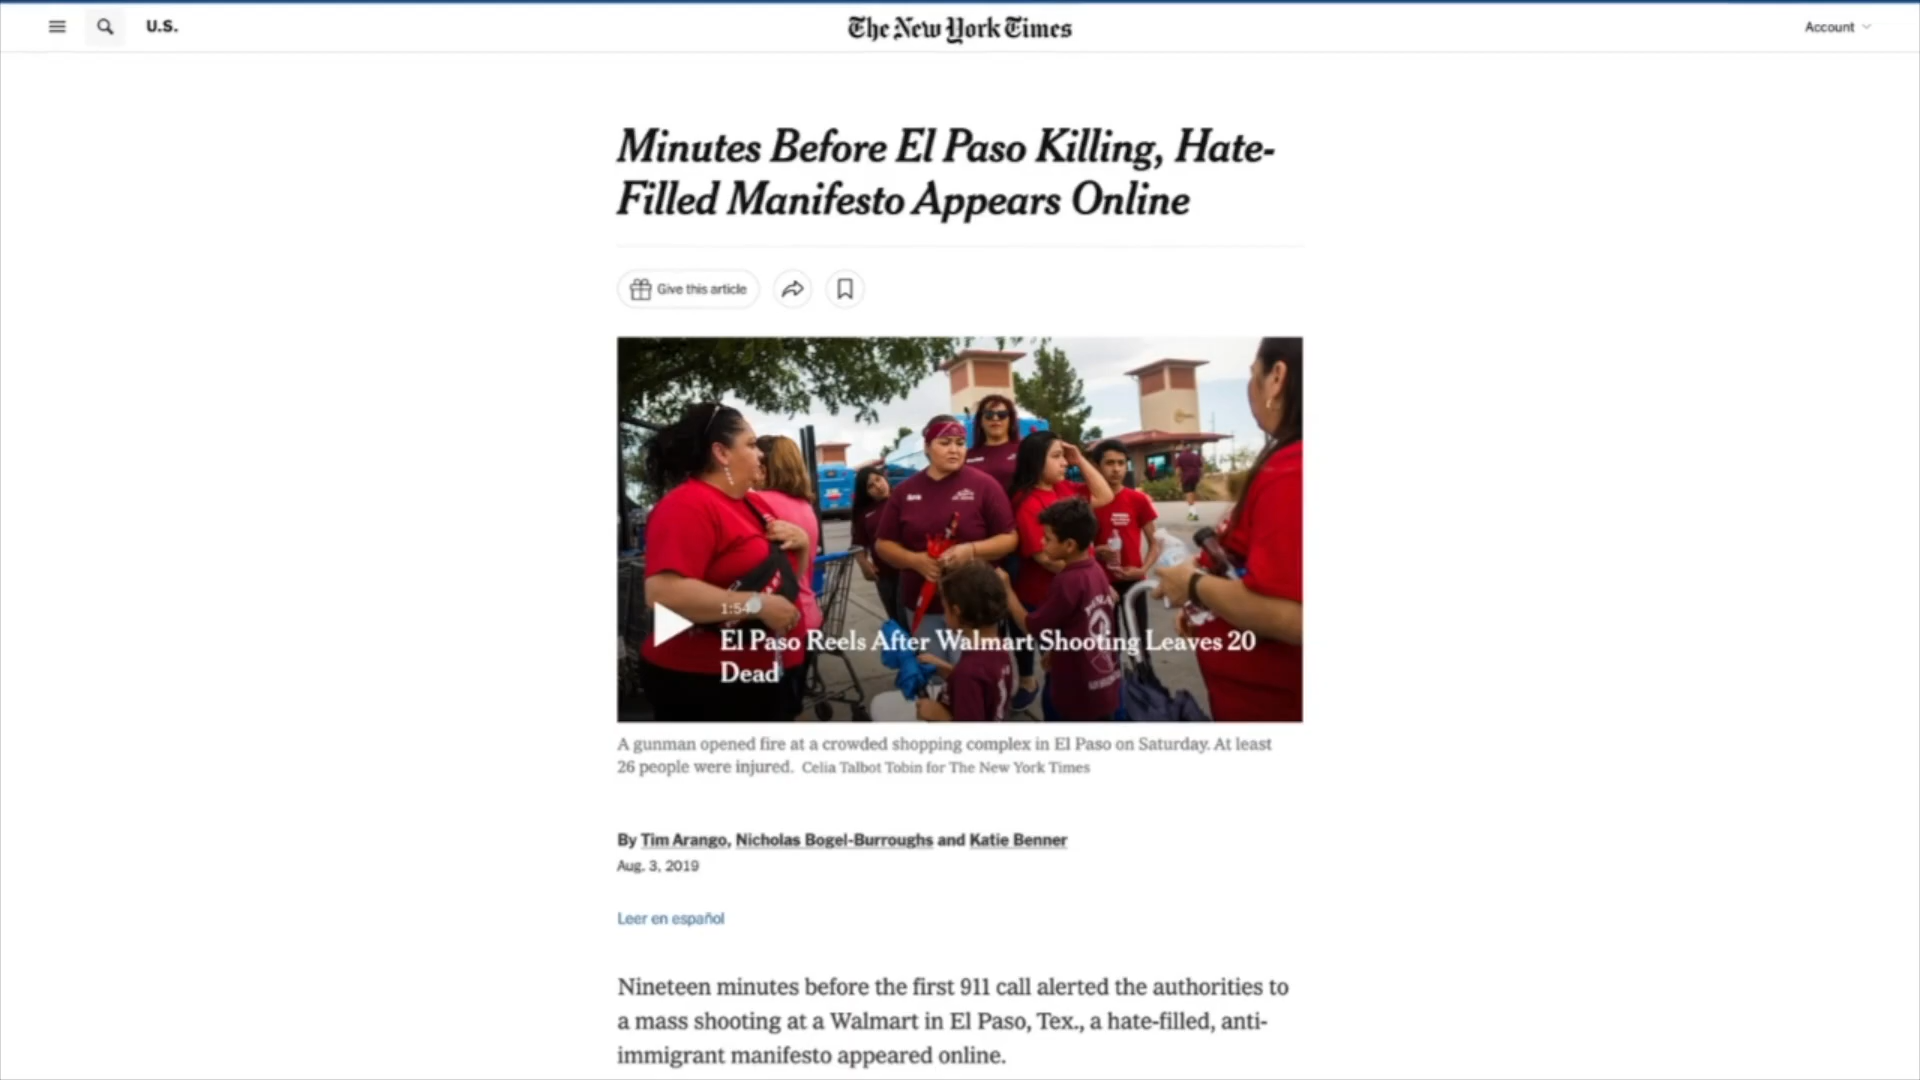 U.S.
The New York Times
Account
Minutes Before El Paso Killing, Hate-
Filled Manifesto Appears Online
Give this article
1:54
El Paso Reels After Walmart Shooting Leaves 20
Dead
A gunman opened fire at a crowded shopping complex in El Paso on Saturday. At least
26 people were injured. Celia Talbot Tobin for The New York Times
By Tim Arango, Nicholas Bogel-Burroughs and Katie Benner
Aug. 3, 2019
Leer en español
Nineteen minutes before the first 911 call alerted the authorities to
a mass shooting at a Walmart in El Paso, Tex., a hate-filled, anti-
immigrant manifesto appeared online.